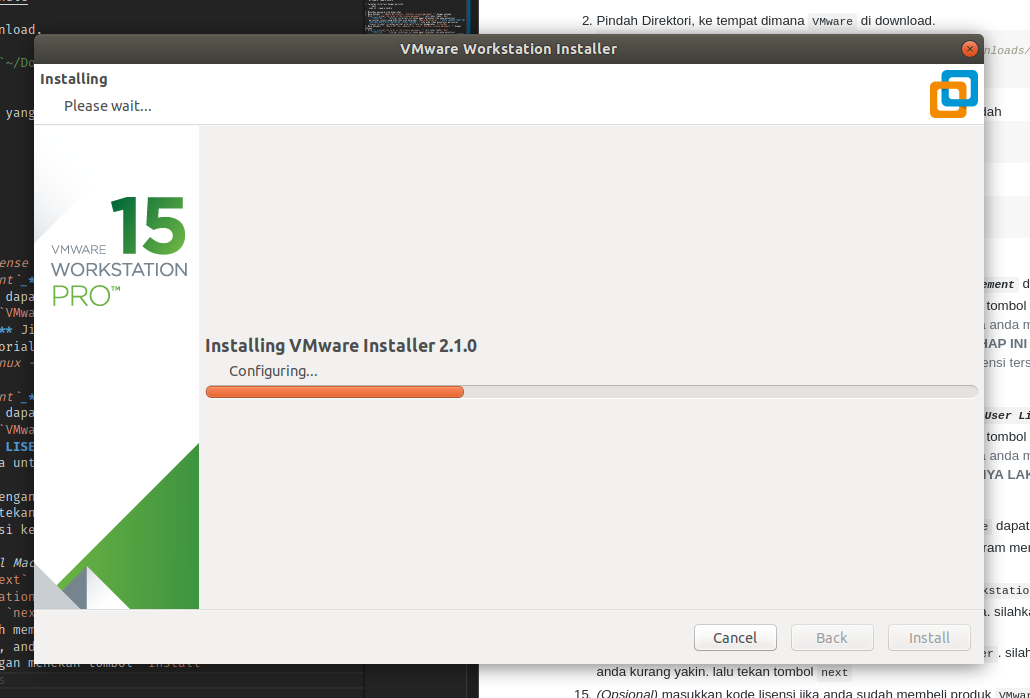 2. Pindah Direktori, ke tempat dimana VMware di download.
nload.
VMware Workstation Installer
`~/Do
nloads/
Installing
Please wait...
yang
dah
15
VMWARE
WORKSTATION
PRO™
ense
ent`_*
dapa
`VMwa
** Ji
orial
nux -
Installing VMware Installer 2.1.0
Configuring...
nt`_*
dapa
`VMwa
LISE
a unt
engan
tekan
si ke
l Mac
ext`
ation
`nex
h mem
, and
gan menekan tombol `Install`
ement d
tombol
anda m
HAP INI
ensi ters
User Li
tombol
anda m
NYA LAK
e dapat
ram men
kstatio
a. silahka
er . silah
Cancel
Back
Install
anda kurang yakin. lalu tekan tombol next
15. (Opsional) masukkan kode lisensi jika anda sudah membeli produk VMwar